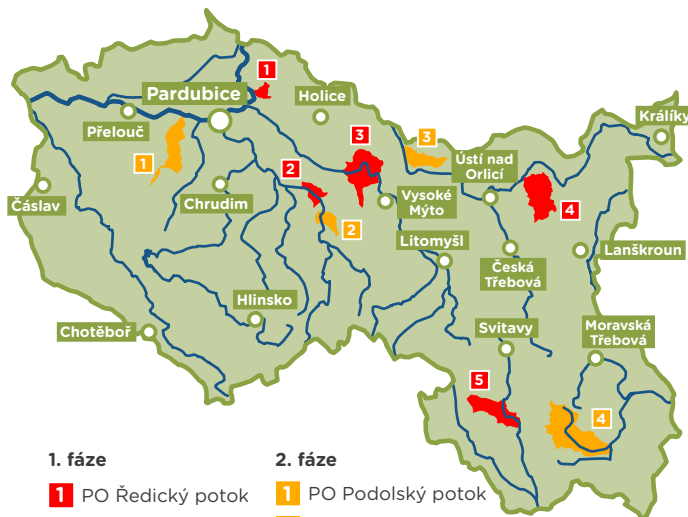 1
Pardubice
Holice
Králíky
Přelouč
3
3
1
Ústí nad
Orlicí
2
Čáslav
Chrudim
Vysoké
Mýto
4
2
Litomyšl
Česká
Třebová
Lanškroun
Hlinsko
Chotěboř
Svitavy
Moravská
Třebová
5
4
1. fáze
2. fáze
1 PO Ředický potok
1 PO Podolský potok